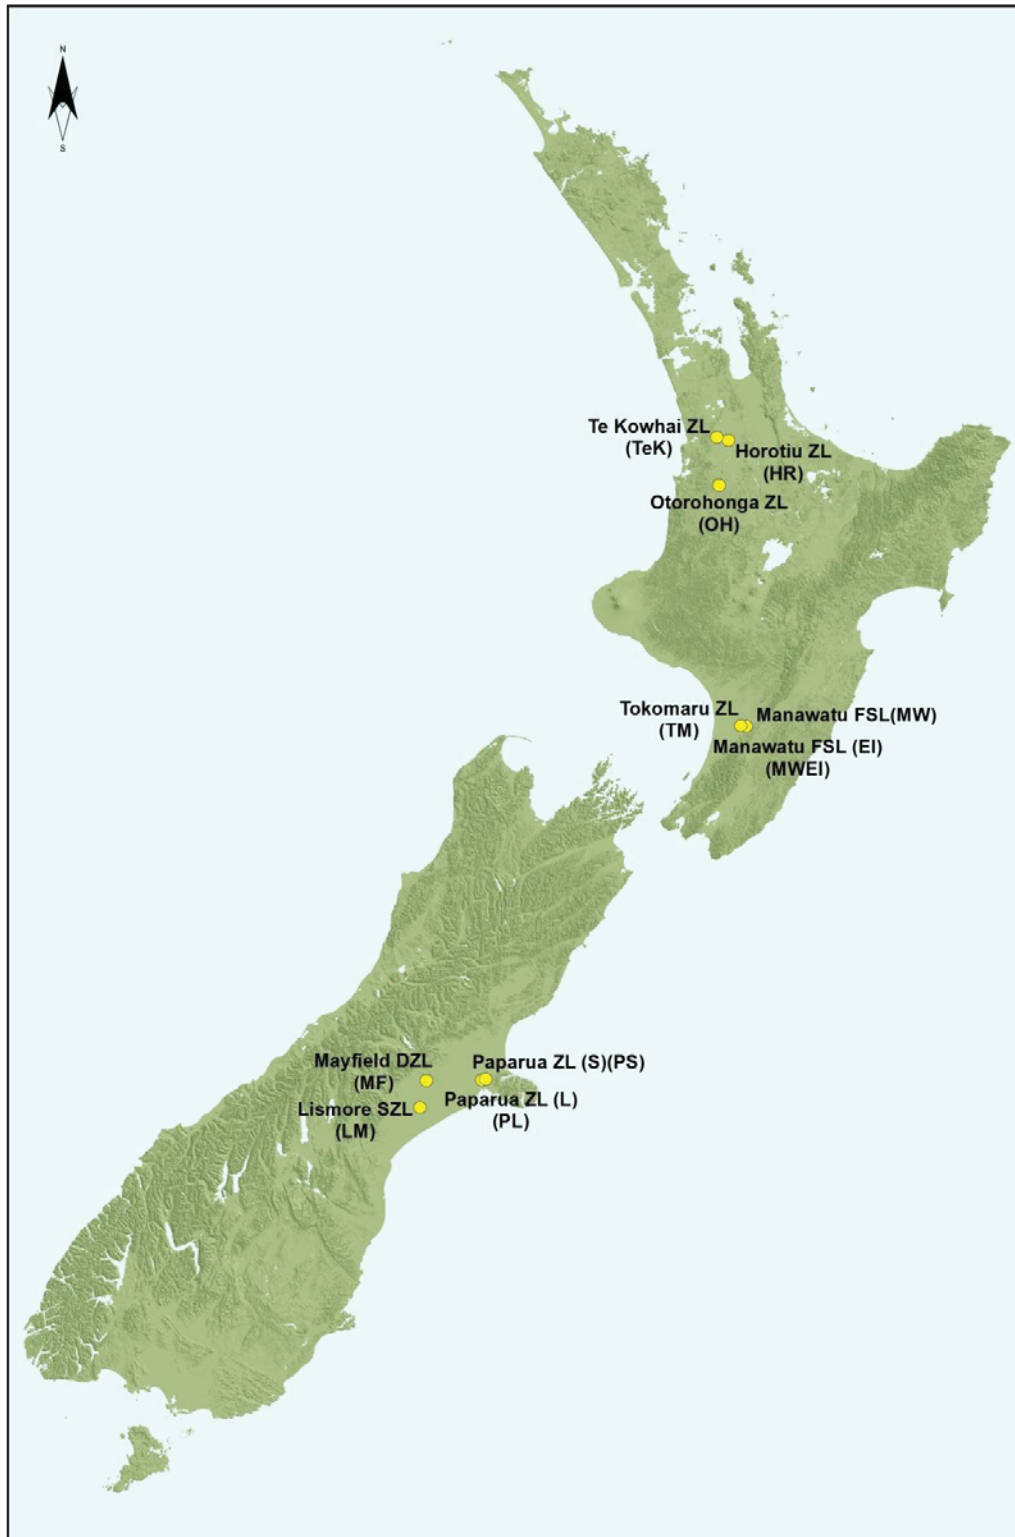 N
S
Te Kowhai ZL
(TeK)
Horotiu ZL
(HR)
Otorohonga ZL
(OH)
Tokomaru ZL
(TM)
Manawatu FSL(MW)
Manawatu FSL (EI)
(MWEI)
Mayfield DZL
(MF)
Paparua ZL (S)(PS)
Lismore SZL
(LM)
Paparua ZL (L)
(PL)